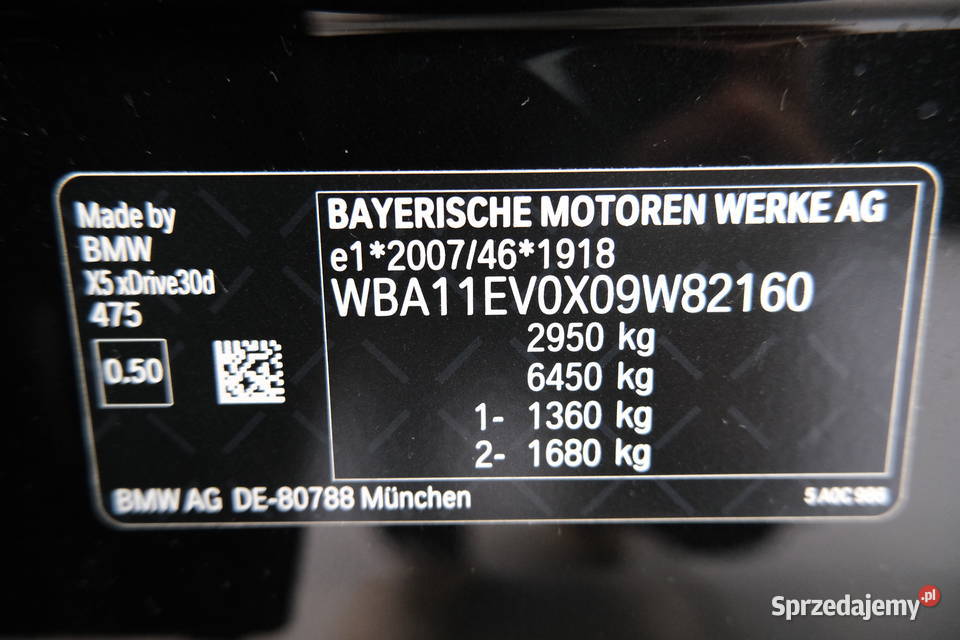 Made by
BMW
X5 xDrive30d
475
0.50
BAYERISCHE MOTOREN WERKE AG
e1*2007/46*1918
WBA11EV0X09W82160
2950 kg
6450 kg
1- 1360 kg
2- 1680 kg
BMW AG DE-80788 München
5 A0C 986
Sprzedajemy.pl